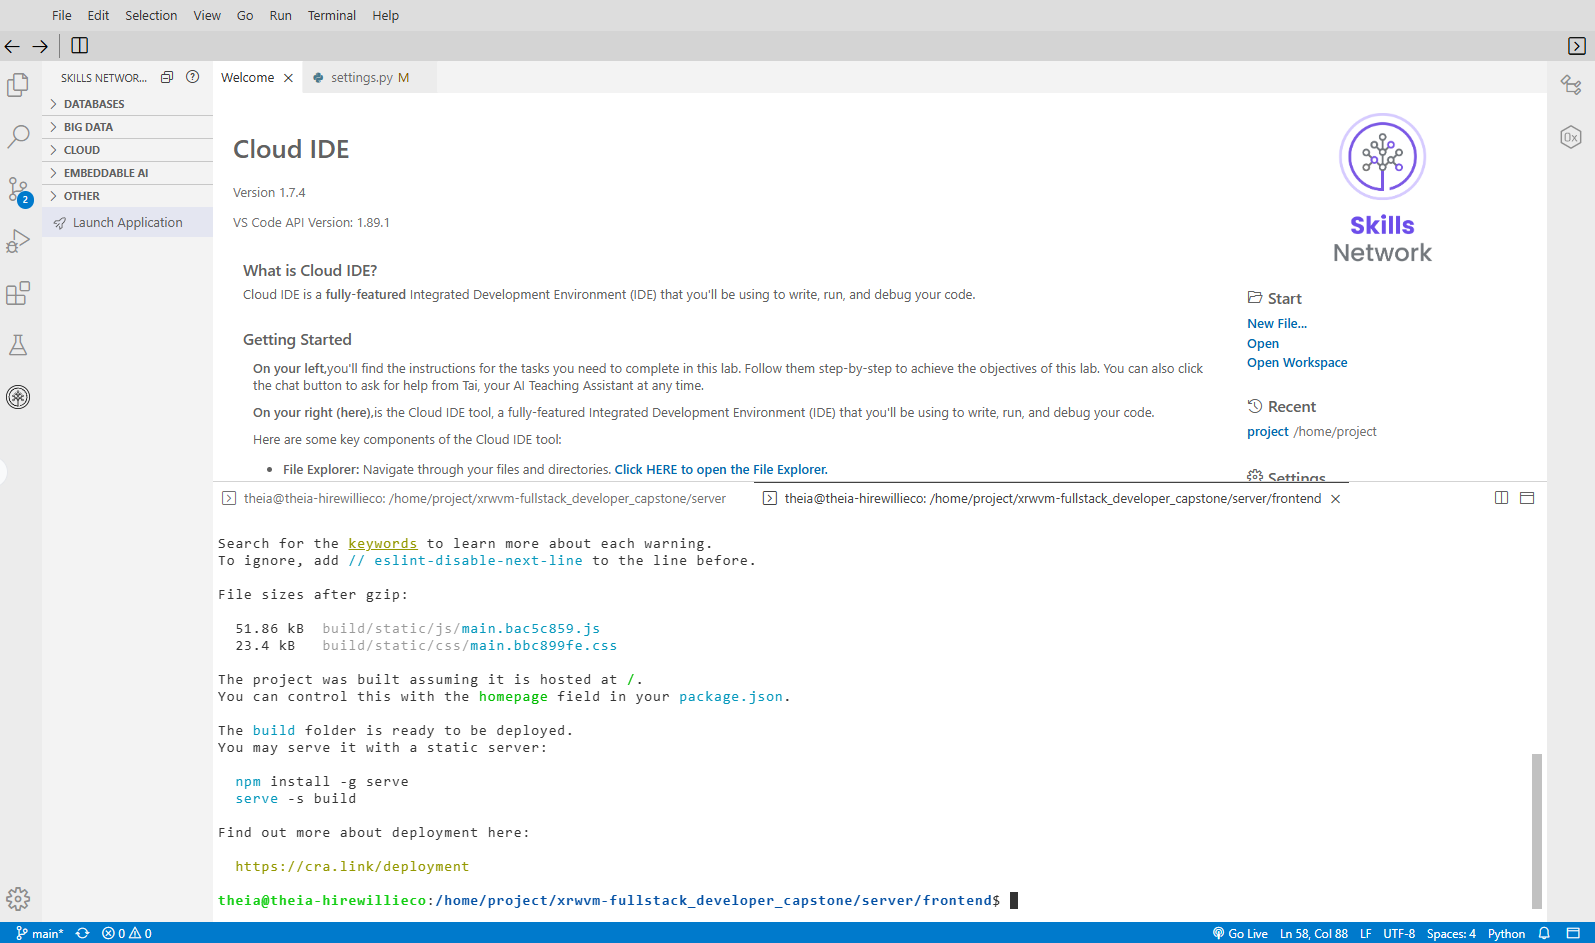 File Edit Selection View Go Run Terminal Help
SKILLS NETWOR...
DATABASES
BIG DATA
CLOUD
EMBEDDABLE AI
OTHER
Launch Application
2
Welcome
settings.py M
Cloud IDE
Version 1.7.4
VS Code API Version: 1.89.1
What is Cloud IDE?
Cloud IDE is a fully-featured Integrated Development Environment (IDE) that you'll be using to write, run, and debug your code.
Getting Started
On your left,you'll find the instructions for the tasks you need to complete in this lab. Follow them step-by-step to achieve the objectives of this lab. You can also click
the chat button to ask for help from Tai, your AI Teaching Assistant at any time.
On your right (here),is the Cloud IDE tool, a fully-featured Integrated Development Environment (IDE) that you'll be using to write, run, and debug your code.
Here are some key components of the Cloud IDE tool:
• File Explorer: Navigate through your files and directories. Click HERE to open the File Explorer.
Skills
Network
Start
New File...
Open
Open Workspace
Recent
project /home/project
Settings
0x
theia@theia-hirewillieco: /home/project/xrwvm-fullstack_developer_capstone/server
theia@theia-hirewillieco: /home/project/xrwvm-fullstack_developer_capstone/server/frontend
Search for the keywords to learn more about each warning.
To ignore, add // eslint-disable-next-line to the line before.
File sizes after gzip:
51.86 kB build/static/js/main.bac5c859.js
23.4 kB build/static/css/main.bbc899fe.css
The project was built assuming it is hosted at /.
You can control this with the homepage field in your package.json.
The build folder is ready to be deployed.
You may serve it with a static server:
npm install -g serve
serve -s build
Find out more about deployment here:
https://cra.link/deployment
theia@theia-hirewillieco:/home/project/xrwvm-fullstack_developer_capstone/server/frontend$
main* 0 0 Go Live Ln 58, Col 88 LF UTF-8 Spaces: 4 Python